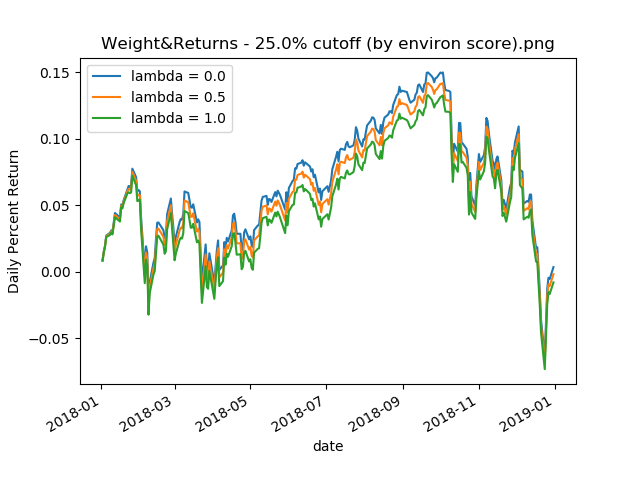 Weight&Returns - 25.0% cutoff (by environ score).png
lambda = 0.0
lambda = 0.5
lambda = 1.0
Daily Percent Return
0.15
0.10
0.05
0.00
−0.05
2018-01
2018-03
2018-05
2018-07
2018-09
2018-11
2019-01
date